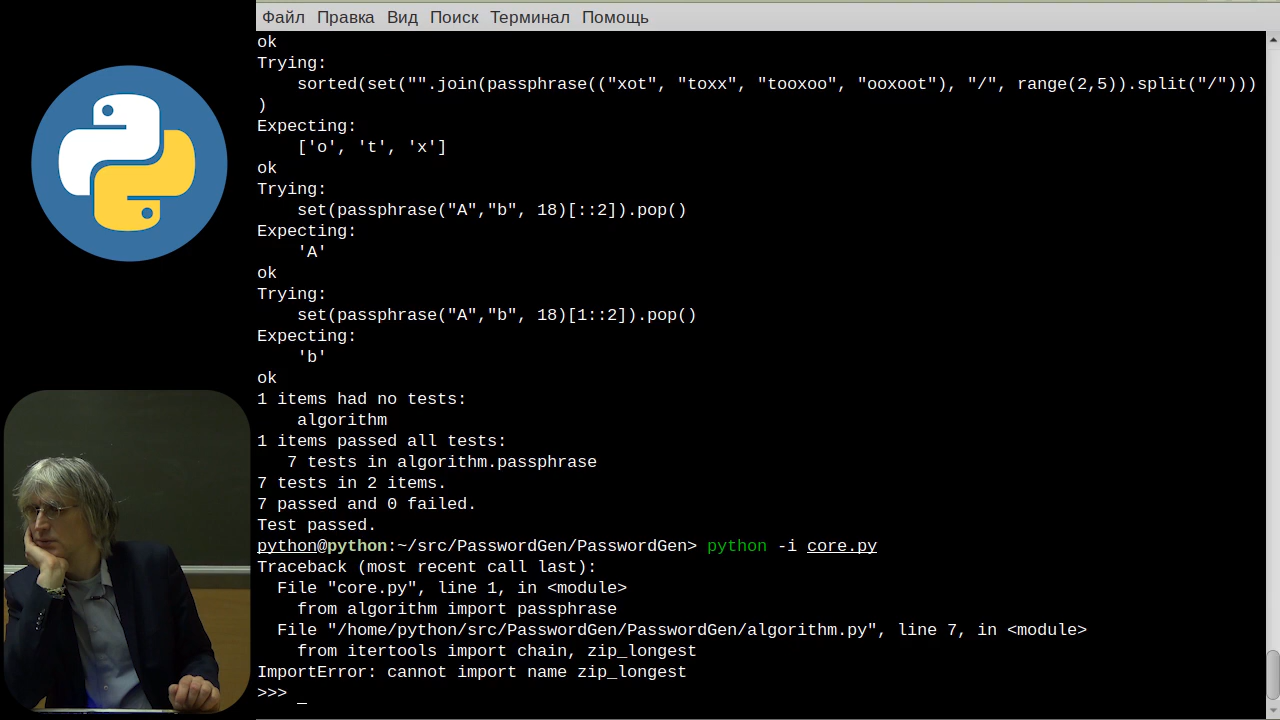 Файл Правка Вид Поиск Терминал Помощь
ok
Trying:
    sorted(set("".join(passphrase(("xot", "toxx", "tooxoo", "ooxoot"), "/", range(2,5)).split("/")))
)
Expecting:
    ['o', 't', 'x']
ok
Trying:
    set(passphrase("A","b", 18)[::2]).pop()
Expecting:
    'A'
ok
Trying:
    set(passphrase("A","b", 18)[1::2]).pop()
Expecting:
    'b'
ok
1 items had no tests:
    algorithm
1 items passed all tests:
   7 tests in algorithm.passphrase
7 tests in 2 items.
7 passed and 0 failed.
Test passed.
python@python:~/src/PasswordGen/PasswordGen> python -i core.py
Traceback (most recent call last):
  File "core.py", line 1, in <module>
    from algorithm import passphrase
  File "/home/python/src/PasswordGen/PasswordGen/algorithm.py", line 7, in <module>
    from itertools import chain, zip_longest
ImportError: cannot import name zip_longest
>>> _